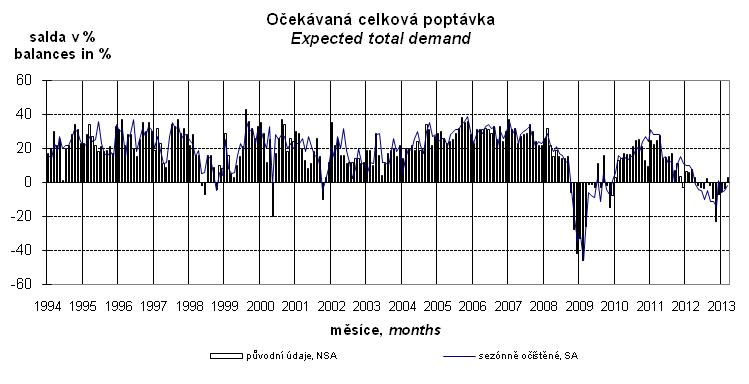 Očekávaná celková poptávka
Expected total demand
salda v %
balances in %
60
40
20
0
-20
-40
-60
1994 1995 1996 1997 1998 1999 2000 2001 2002 2003 2004 2005 2006 2007 2008 2009 2010 2011 2012 2013
měsíce, months
původní údaje, NSA
sezónně očištěné, SA